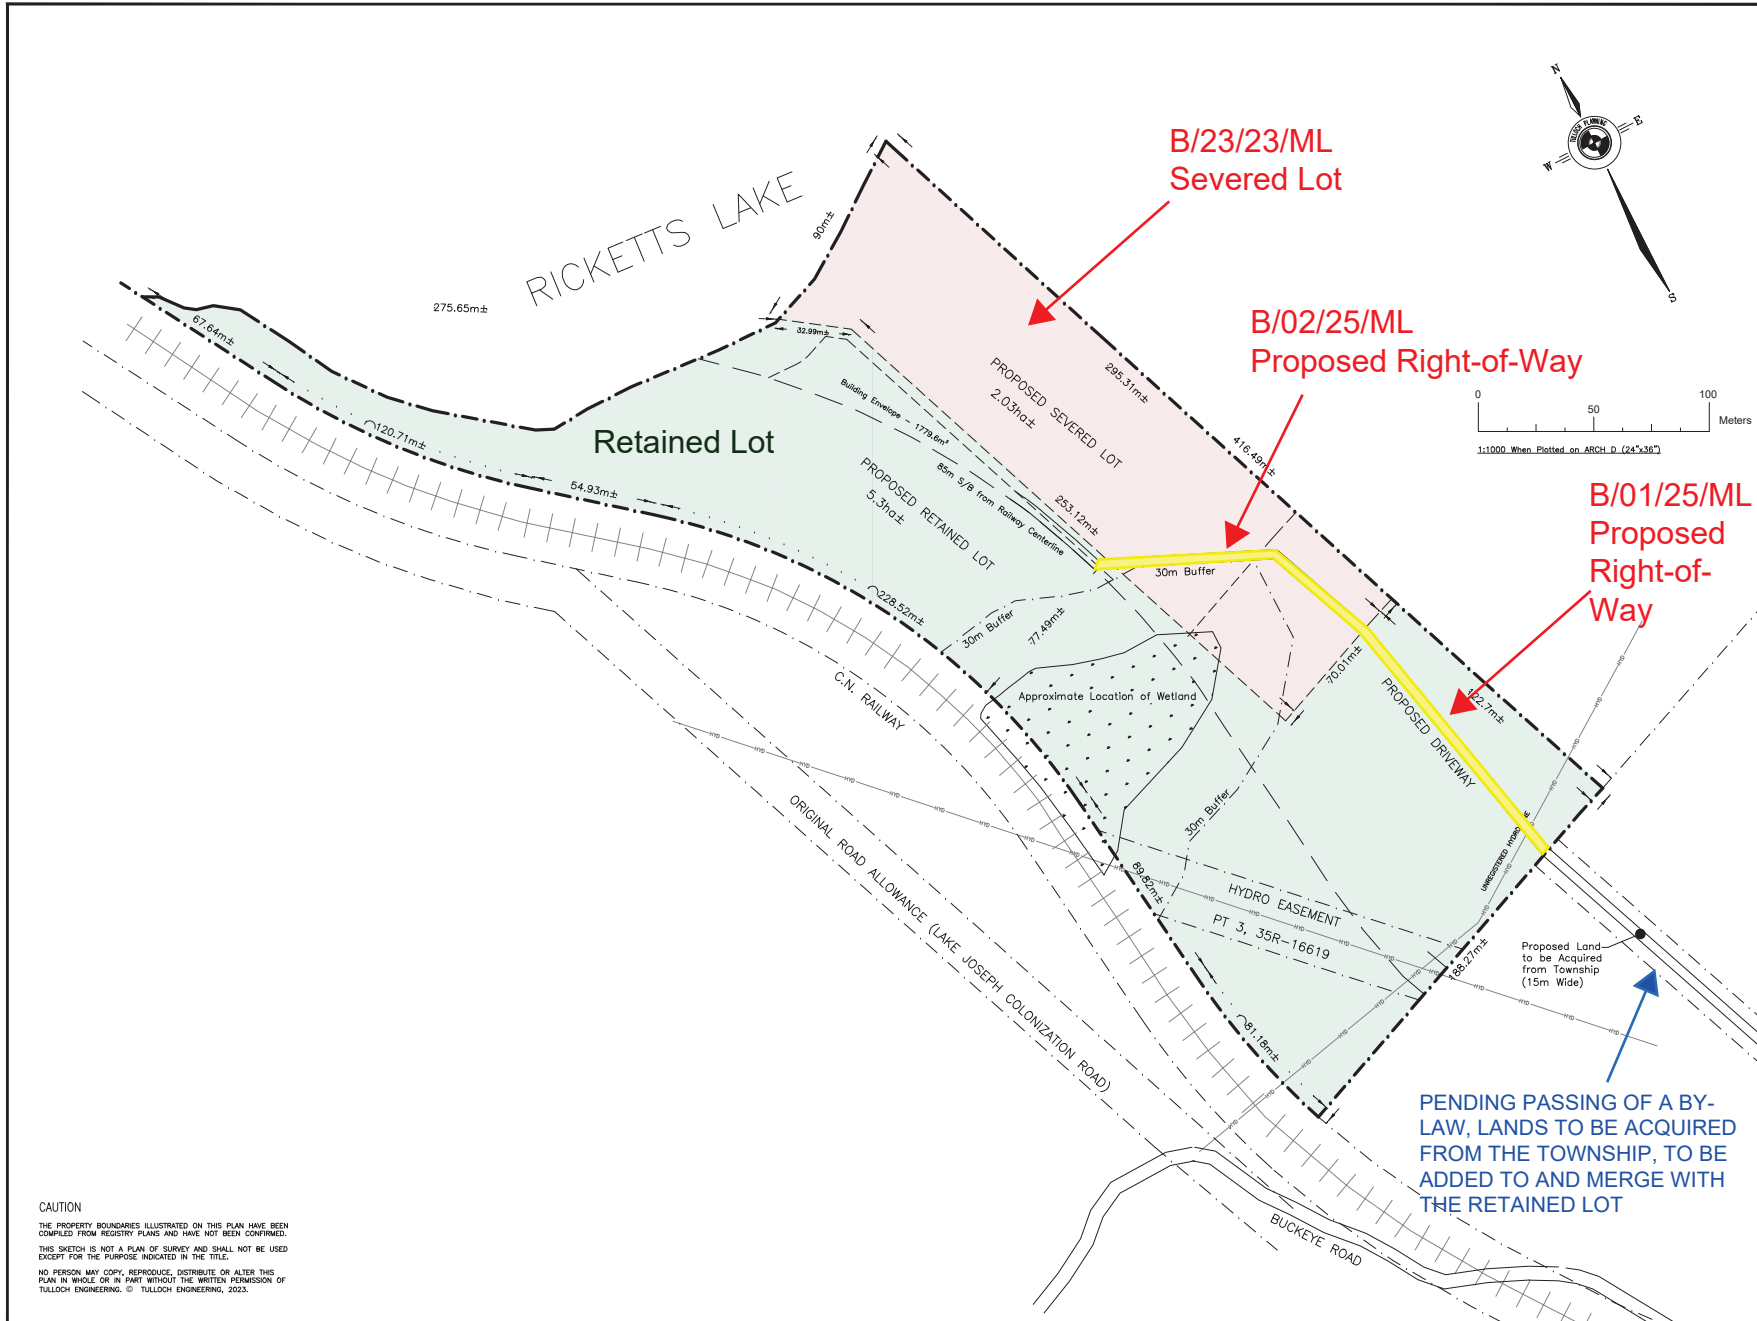 N
E
W
S
TULLOCH PLANNING
B/23/23/ML
Severed Lot
RICKETTS LAKE
90m±
275.65m±
67.64m±
32.99m±
B/02/25/ML
Proposed Right-of-Way
295.31m±
PROPOSED SEVERED LOT
2.03ha±
0
50
100
Meters
1:1000 When Plotted on ARCH D (24"x36")
Building Envelope - 1779.6m²
120.71m±
Retained Lot
416.49m±
85m S/B from Railway Centerline
PROPOSED RETAINED LOT
5.3ha±
54.93m±
253.12m±
B/01/25/ML
Proposed
Right-of-
Way
30m Buffer
228.52m±
30m Buffer
77.49m±
70.01m±
C.N. RAILWAY
Approximate Location of Wetland
122.7m±
PROPOSED DRIVEWAY
HYD
30m Buffer
ORIGINAL ROAD ALLOWANCE (LAKE JOSEPH COLONIZATION ROAD)
89.82m±
HYDRO EASEMENT
PT 3, 35R-16619
188.27m±
Proposed Land
to be Acquired
from Township
(15m Wide)
81.18m±
PENDING PASSING OF A BY-
LAW, LANDS TO BE ACQUIRED
FROM THE TOWNSHIP, TO BE
ADDED TO AND MERGE WITH
THE RETAINED LOT
BUCKEYE ROAD
CAUTION
THE PROPERTY BOUNDARIES ILLUSTRATED ON THIS PLAN HAVE BEEN
COMPILED FROM REGISTRY PLANS AND HAVE NOT BEEN CONFIRMED.
THIS SKETCH IS NOT A PLAN OF SURVEY AND SHALL NOT BE USED
EXCEPT FOR THE PURPOSE INDICATED IN THE TITLE.
NO PERSON MAY COPY, REPRODUCE, DISTRIBUTE OR ALTER THIS
PLAN IN WHOLE OR IN PART WITHOUT THE WRITTEN PERMISSION OF
TULLOCH ENGINEERING. © TULLOCH ENGINEERING, 2023.